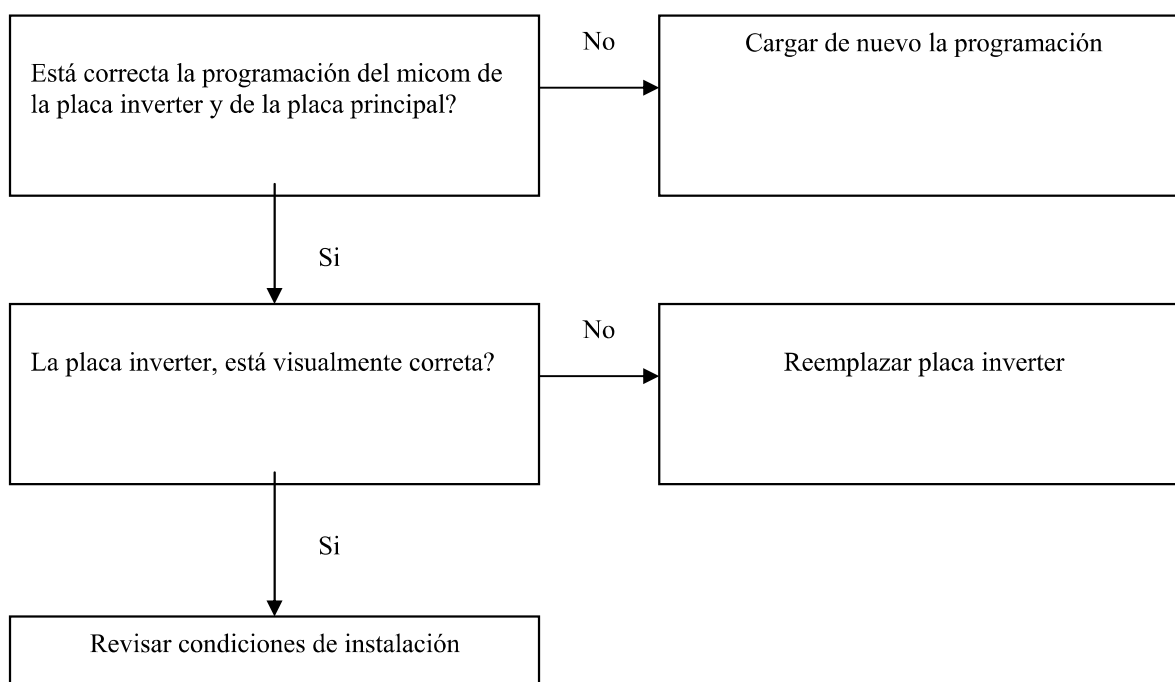 No
Cargar de nuevo la programación
Está correcta la programación del micom de
la placa inverter y de la placa principal?
Si
No
La placa inverter, está visualmente correta?
Reemplazar placa inverter
Si
Revisar condiciones de instalación